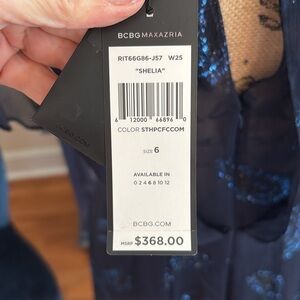 BCBGMAXAZRIA
RIT66G86-J57 W25
"SHELIA"
6 12000 66896 0
COLOR STHPCFCCOM
SIZE 6
AVAILABLE IN
0 2 4 6 8 10 12
BCBG.COM
MSRP $368.00